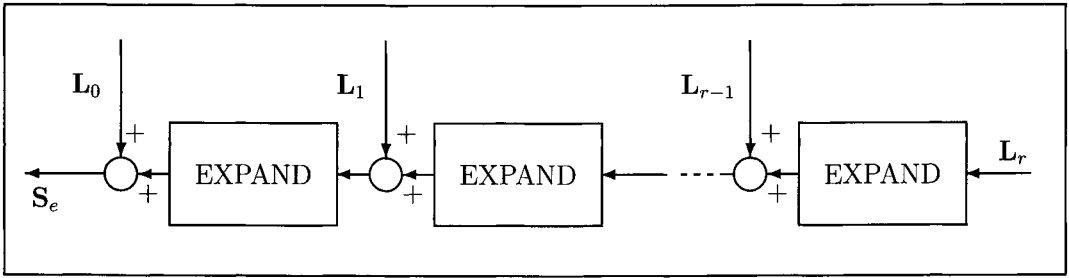 L₀ L₁ Lᵣ₋₁
+ + +
EXPAND EXPAND EXPAND Lᵣ
+ + +
Sₑ